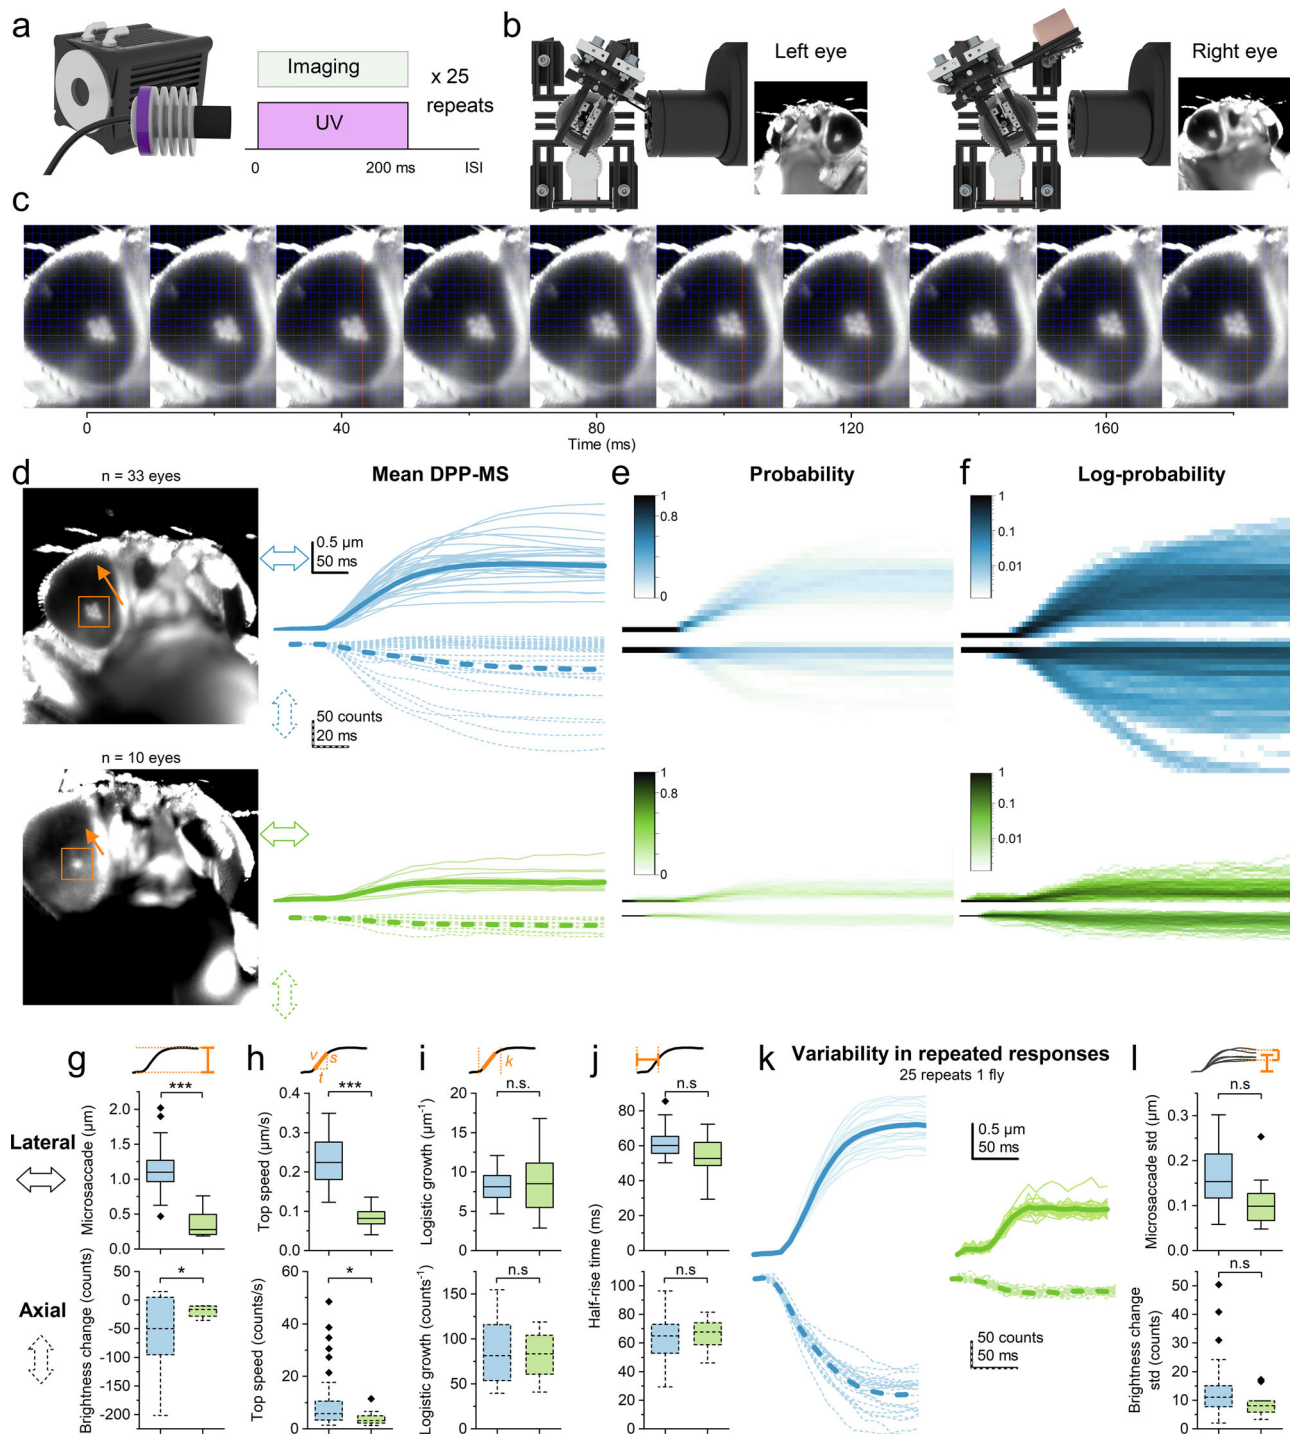 a
Imaging
UV
x 25
repeats
0
200 ms
ISI
b
Left eye
Right eye
c
0
40
80
120
160
Time (ms)
d
n = 33 eyes
Mean DPP-MS
0.5 µm
50 ms
50 counts
20 ms
n = 10 eyes
e
Probability
1
0.8
0
1
0.8
0
f
Log-probability
1
0.1
0.01
1
0.1
0.01
g
Lateral
Microsaccade (µm)
2.5
2.0
1.5
1.0
0.5
0.0
***
Axial
Brightness change (counts)
50
0
-50
-100
-150
-200
*
h
v
s
t
Top speed (µm/s)
0.4
0.3
0.2
0.1
0.0
***
Top speed (counts/s)
60
40
20
0
*
i
k
Logistic growth (µm⁻¹)
20
15
10
5
0
n.s.
Logistic growth (counts⁻¹)
150
100
50
0
n.s
j
Half-rise time (ms)
80
60
40
20
0
n.s
100
80
60
40
20
0
n.s
k
Variability in repeated responses
25 repeats 1 fly
0.5 µm
50 ms
50 counts
50 ms
l
Microsaccade std (µm)
0.3
0.2
0.1
0.0
n.s
Brightness change
std (counts)
50
40
30
20
10
0
n.s